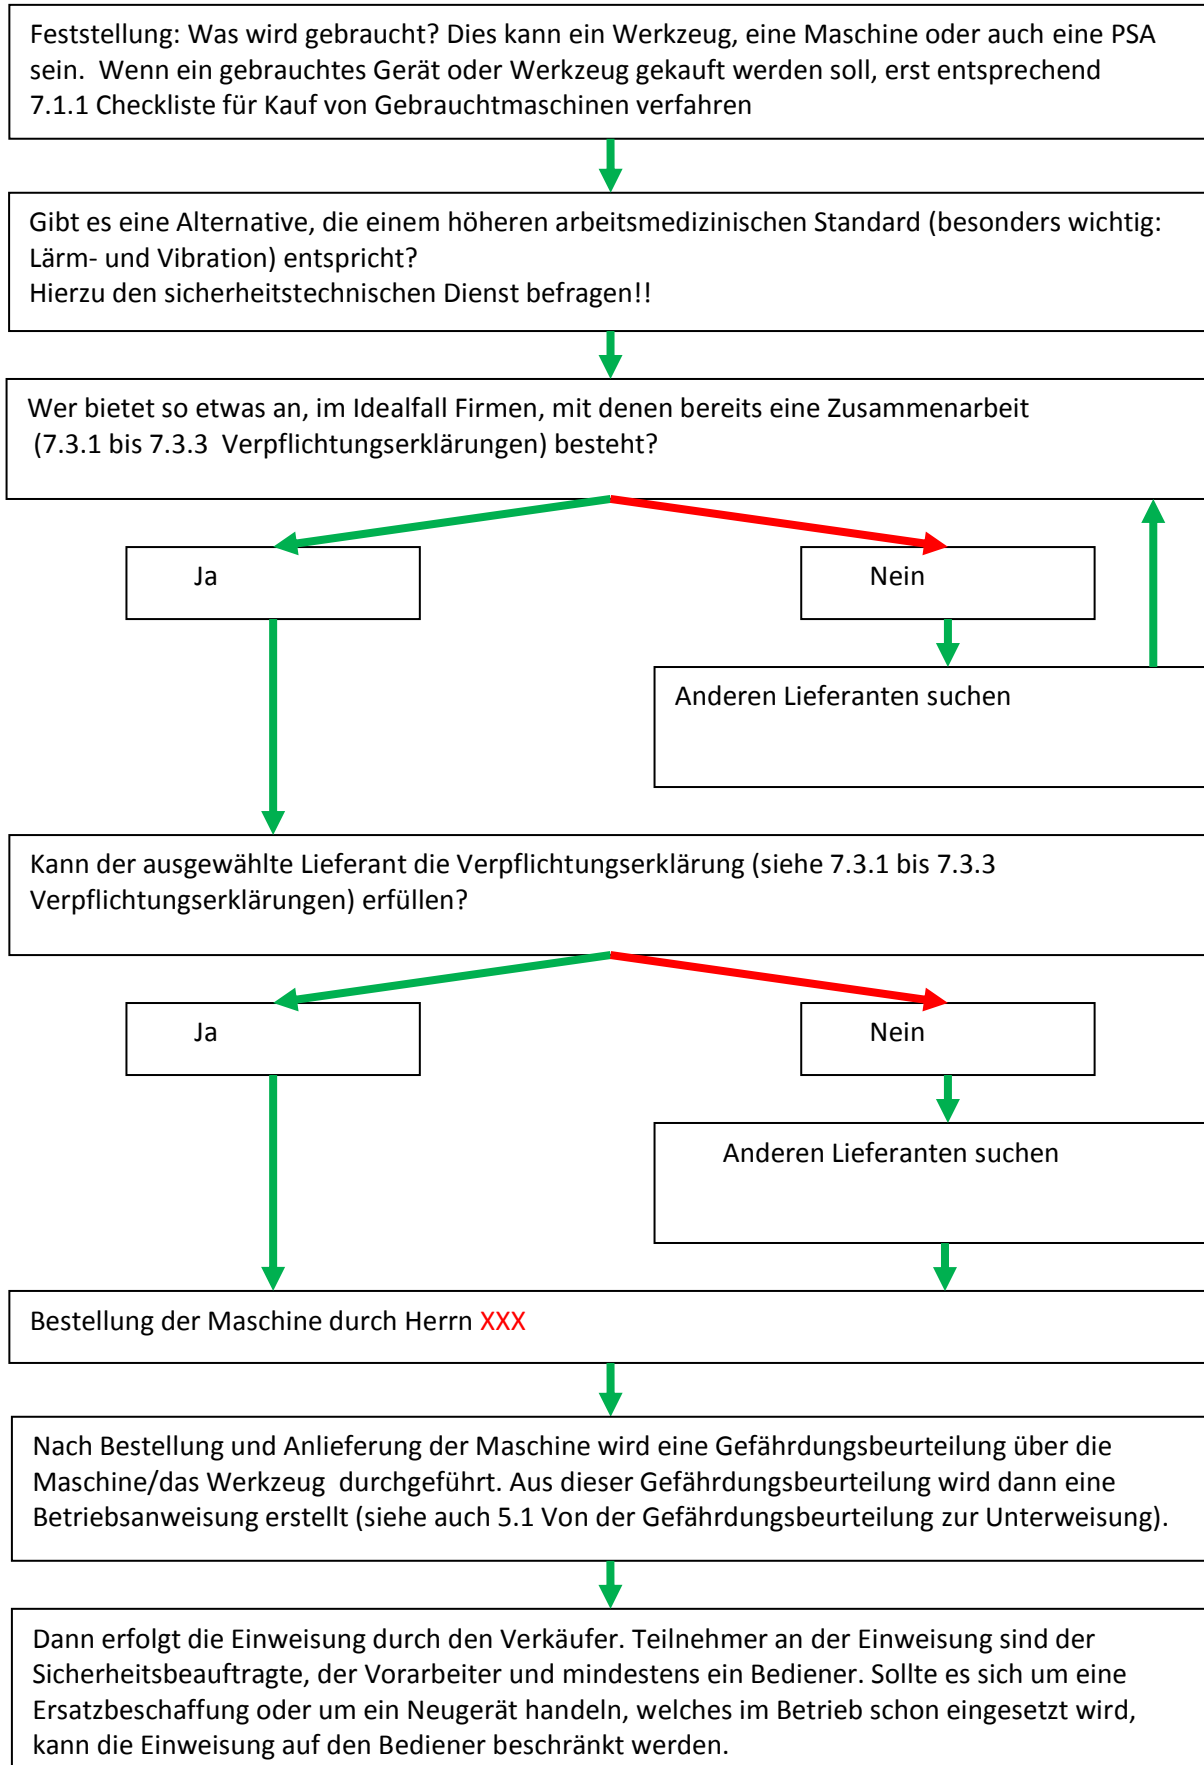 Feststellung: Was wird gebraucht? Dies kann ein Werkzeug, eine Maschine oder auch eine PSA
sein.  Wenn ein gebrauchtes Gerät oder Werkzeug gekauft werden soll, erst entsprechend
7.1.1 Checkliste für Kauf von Gebrauchtmaschinen verfahren
Gibt es eine Alternative, die einem höheren arbeitsmedizinischen Standard (besonders wichtig:
Lärm- und Vibration) entspricht?
Hierzu den sicherheitstechnischen Dienst befragen!!
Wer bietet so etwas an, im Idealfall Firmen, mit denen bereits eine Zusammenarbeit
(7.3.1 bis 7.3.3  Verpflichtungserklärungen) besteht?
Ja
Nein
Anderen Lieferanten suchen
Kann der ausgewählte Lieferant die Verpflichtungserklärung (siehe 7.3.1 bis 7.3.3
Verpflichtungserklärungen) erfüllen?
Ja
Nein
Anderen Lieferanten suchen
Bestellung der Maschine durch Herrn XXX
Nach Bestellung und Anlieferung der Maschine wird eine Gefährdungsbeurteilung über die
Maschine/das Werkzeug  durchgeführt. Aus dieser Gefährdungsbeurteilung wird dann eine
Betriebsanweisung erstellt (siehe auch 5.1 Von der Gefährdungsbeurteilung zur Unterweisung).
Dann erfolgt die Einweisung durch den Verkäufer. Teilnehmer an der Einweisung sind der
Sicherheitsbeauftragte, der Vorarbeiter und mindestens ein Bediener. Sollte es sich um eine
Ersatzbeschaffung oder um ein Neugerät handeln, welches im Betrieb schon eingesetzt wird,
kann die Einweisung auf den Bediener beschränkt werden.